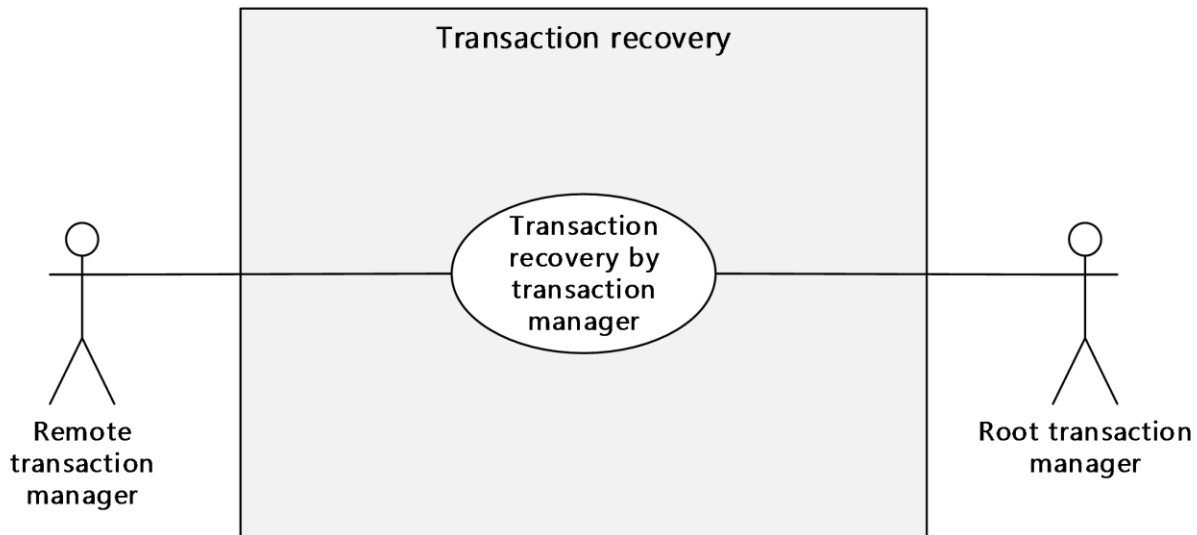 Transaction recovery
Transaction
recovery by
transaction
manager
Remote
transaction
manager
Root transaction
manager